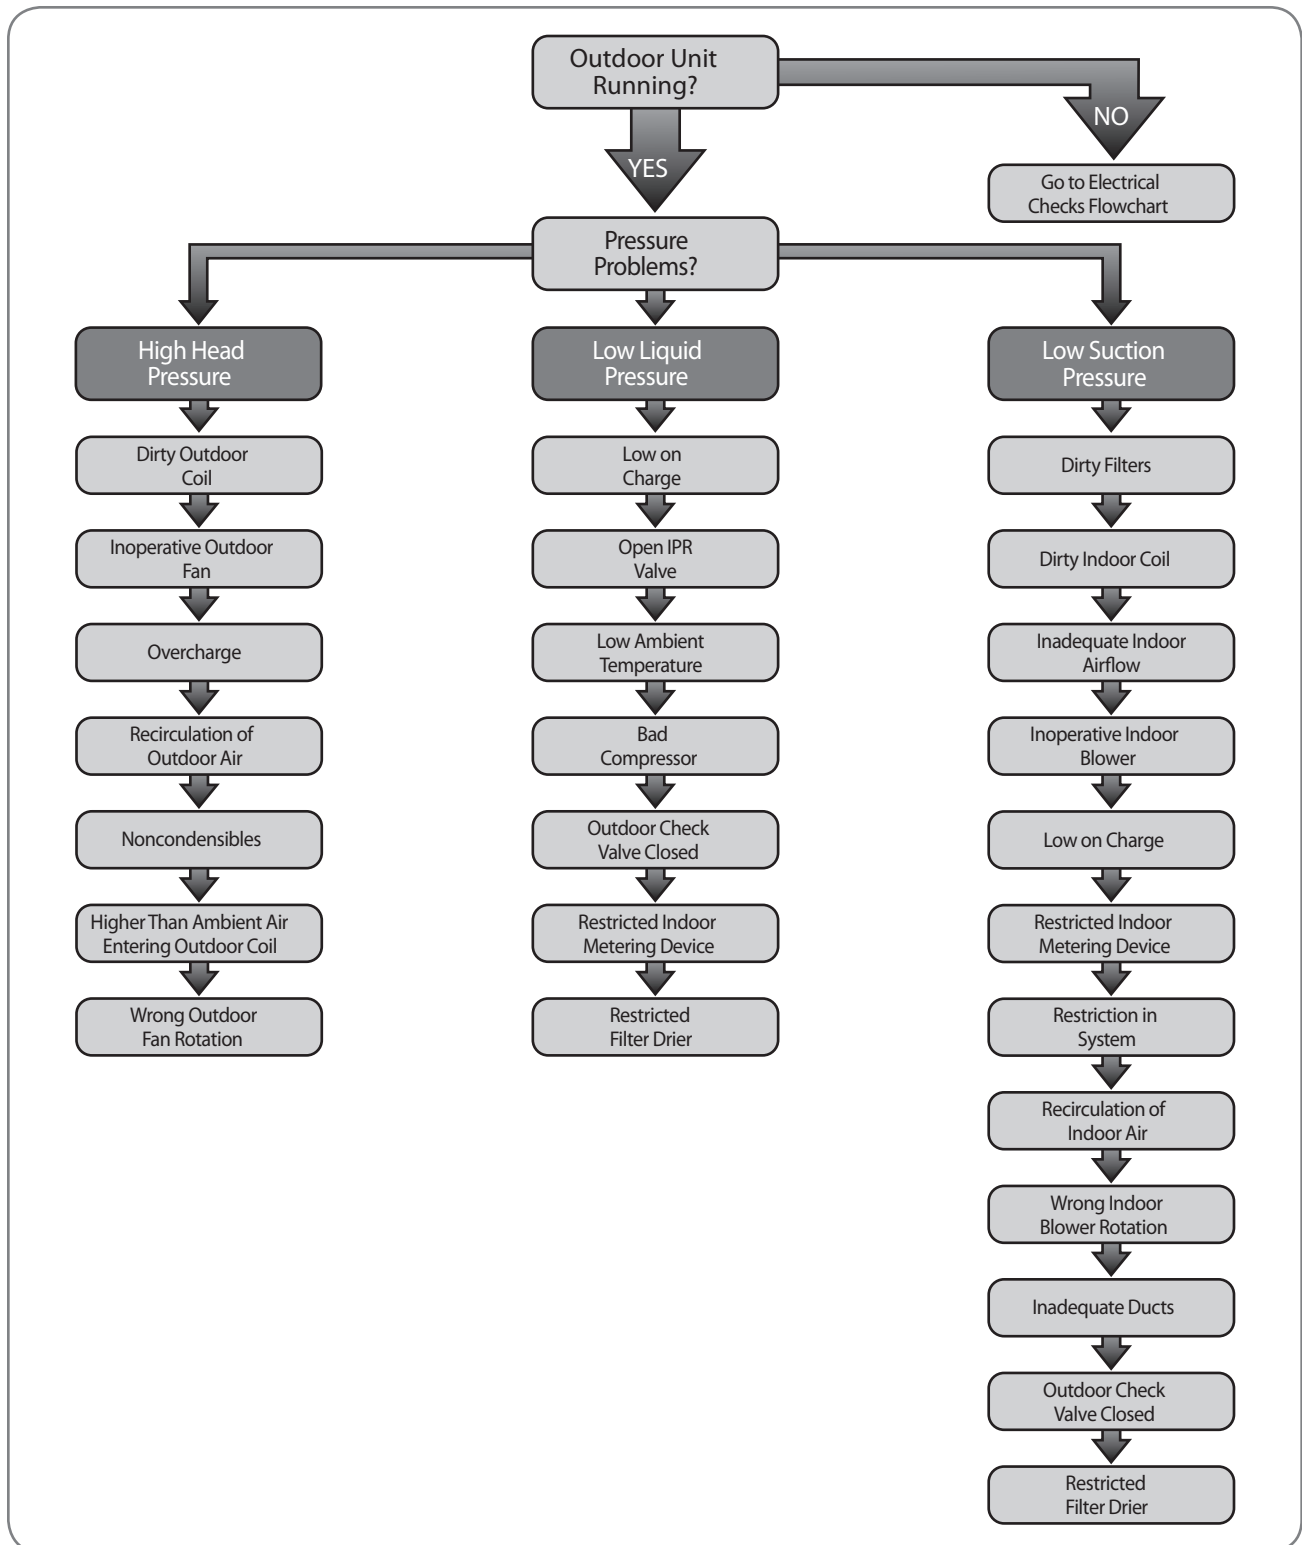 Outdoor Unit
Running?
NO
YES
Go to Electrical
Checks Flowchart
Pressure
Problems?
High Head
Pressure
Dirty Outdoor
Coil
Inoperative Outdoor
Fan
Overcharge
Recirculation of
Outdoor Air
Noncondensibles
Higher Than Ambient Air
Entering Outdoor Coil
Wrong Outdoor
Fan Rotation
Low Liquid
Pressure
Low on
Charge
Open IPR
Valve
Low Ambient
Temperature
Bad
Compressor
Outdoor Check
Valve Closed
Restricted Indoor
Metering Device
Restricted
Filter Drier
Low Suction
Pressure
Dirty Filters
Dirty Indoor Coil
Inadequate Indoor
Airflow
Inoperative Indoor
Blower
Low on Charge
Restricted Indoor
Metering Device
Restriction in
System
Recirculation of
Indoor Air
Wrong Indoor
Blower Rotation
Inadequate Ducts
Outdoor Check
Valve Closed
Restricted
Filter Drier